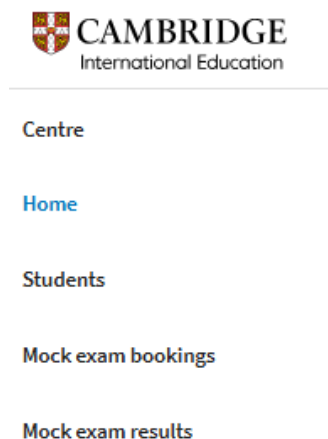 CAMBRIDGE
International Education
Centre
Home
Students
Mock exam bookings
Mock exam results